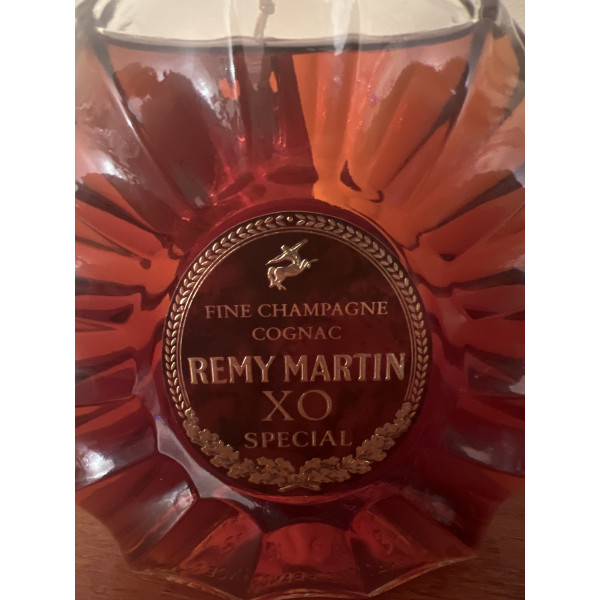 FINE CHAMPAGNE
COGNAC
REMY MARTIN
XO
SPECIAL